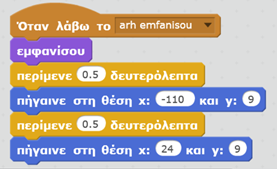 Όταν λάβω το arh emfanisou
εμφανίσου
περίμενε 0.5 δευτερόλεπτα
πήγαινε στη θέση x: -110 και y: 9
περίμενε 0.5 δευτερόλεπτα
πήγαινε στη θέση x: 24 και y: 9